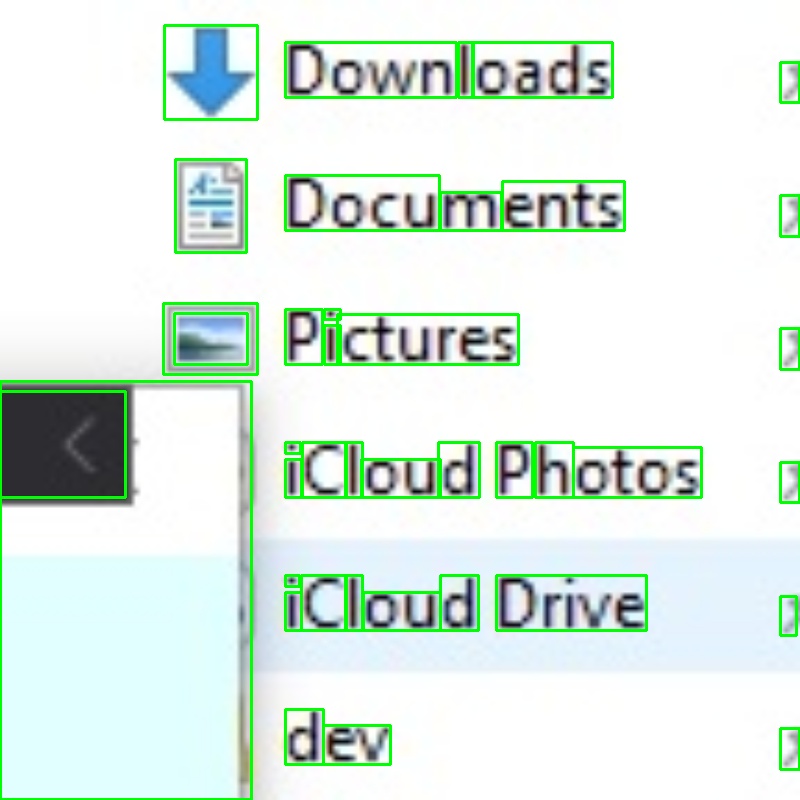 Downloads
Documents
Pictures
iCloud Photos
iCloud Drive
dev